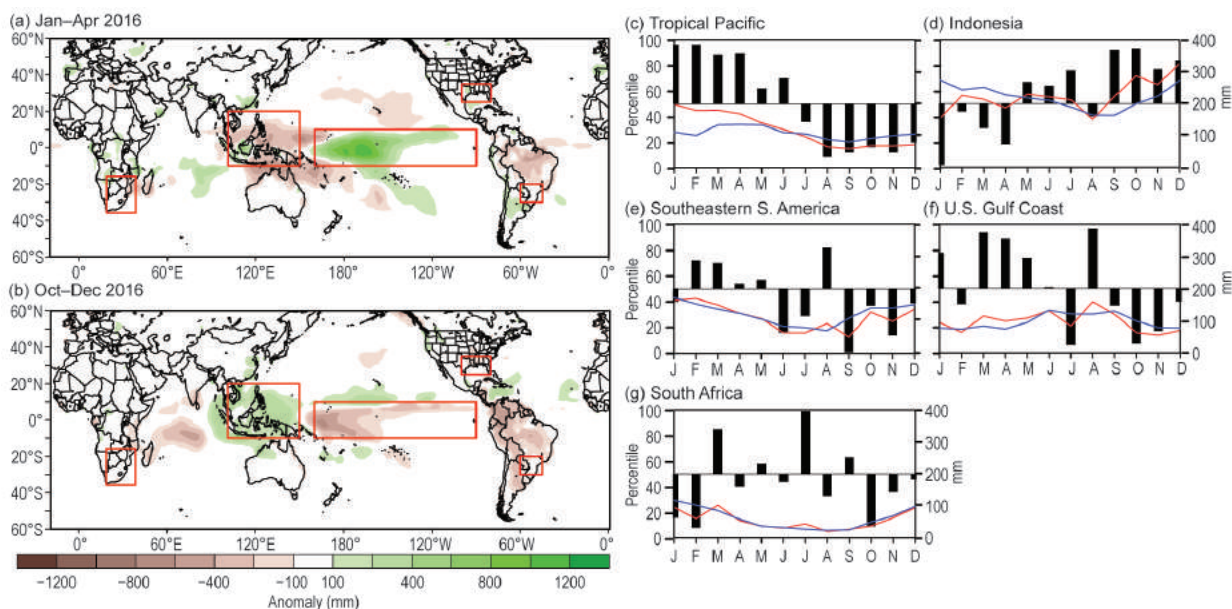 (a) Jan–Apr 2016
60°N
40°N
20°N
0°
20°S
40°S
60°S
0° 60°E 120°E 180° 120°W 60°W 0°
(b) Oct–Dec 2016
60°N
40°N
20°N
0°
20°S
40°S
60°S
0° 60°E 120°E 180° 120°W 60°W 0°
−1200 −800 −400 −100 100 400 800 1200
Anomaly (mm)
(c) Tropical Pacific
100
80
60
40
20
0
Percentile
J F M A M J J A S O N D
(d) Indonesia
400
300
200
100
0
mm
J F M A M J J A S O N D
(e) Southeastern S. America
100
80
60
40
20
0
Percentile
J F M A M J J A S O N D
(f) U.S. Gulf Coast
400
300
200
100
0
mm
J F M A M J J A S O N D
(g) South Africa
100
80
60
40
20
0
Percentile
400
300
200
100
0
mm
J F M A M J J A S O N D